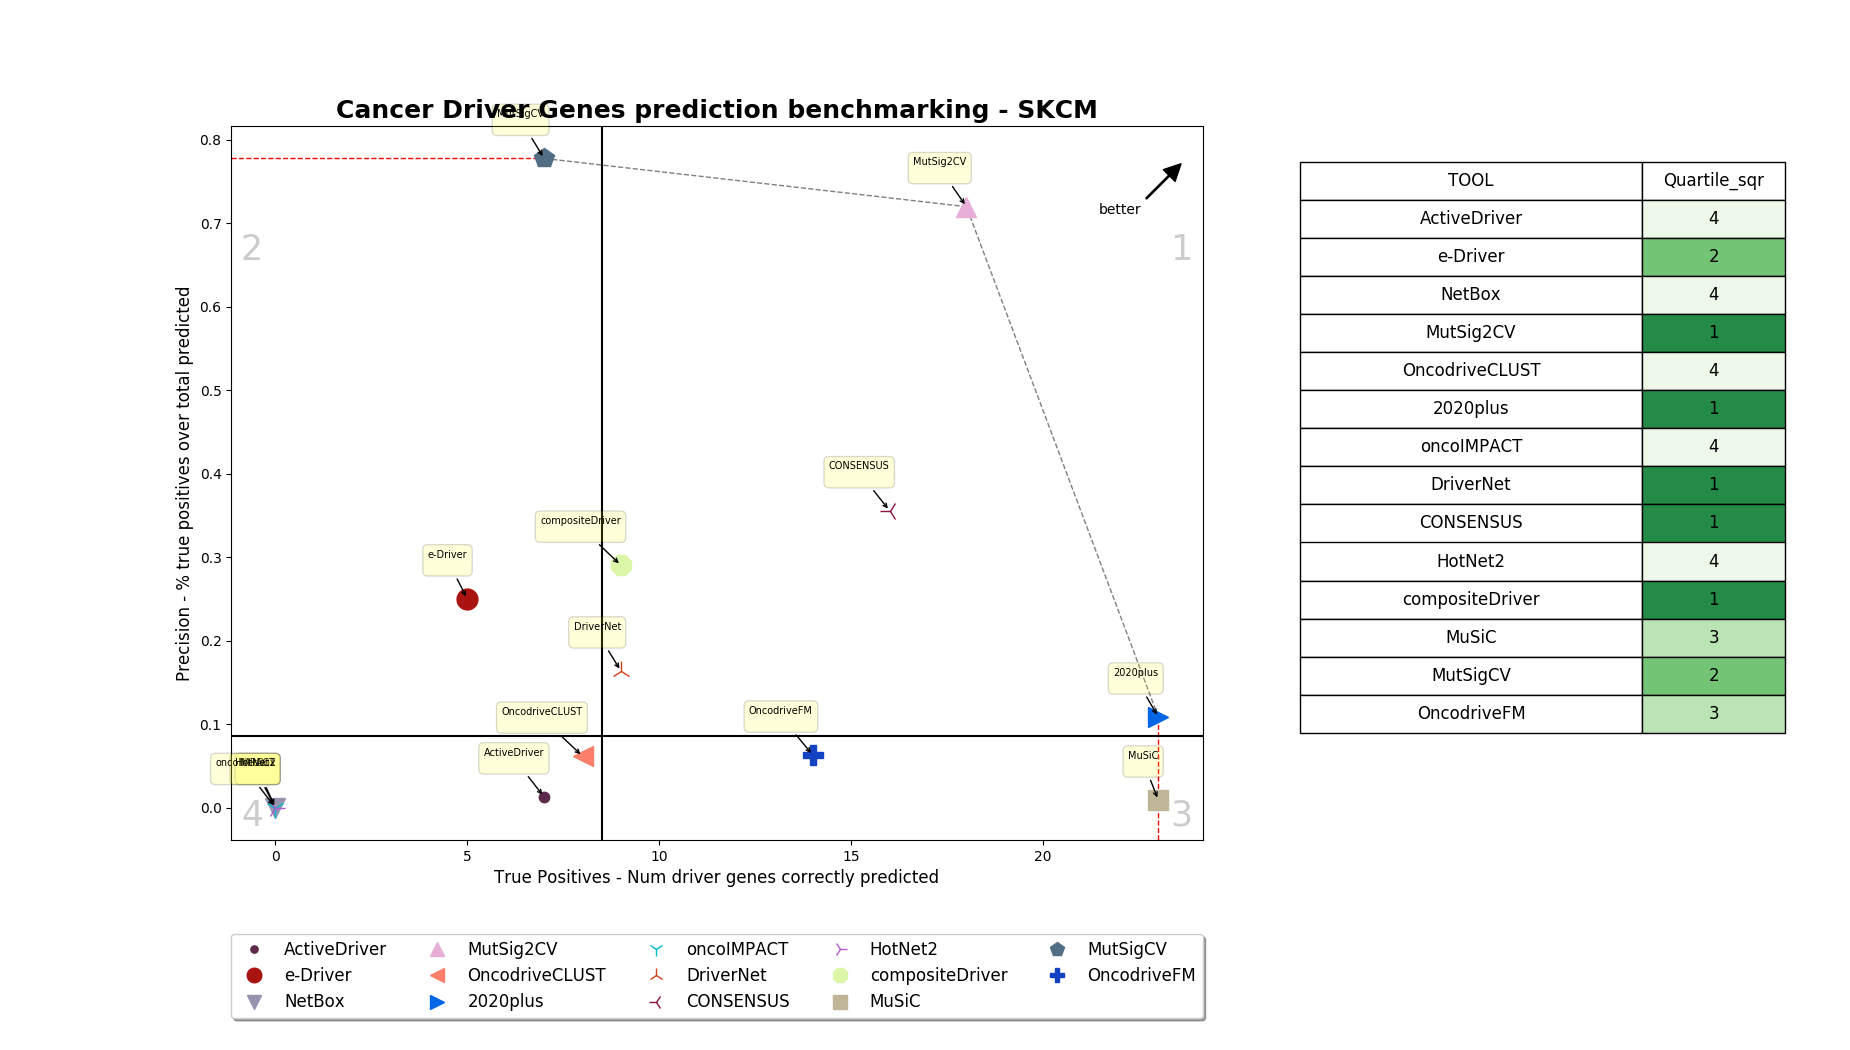 Cancer Driver Genes prediction benchmarking - SKCM
MutSigCV
MutSig2CV
better
2
1
CONSENSUS
compositeDriver
e-Driver
DriverNet
2020plus
OncodriveCLUST
OncodriveFM
ActiveDriver
MuSiC
4
3
0.8
0.7
0.6
0.5
0.4
0.3
0.2
0.1
0.0
Precision - % true positives over total predicted
0 5 10 15 20
True Positives - Num driver genes correctly predicted
ActiveDriver MutSig2CV oncoIMPACT HotNet2 MutSigCV
e-Driver OncodriveCLUST DriverNet compositeDriver OncodriveFM
NetBox 2020plus CONSENSUS MuSiC
TOOL Quartile_sqr
ActiveDriver 4
e-Driver 2
NetBox 4
MutSig2CV 1
OncodriveCLUST 4
2020plus 1
oncoIMPACT 4
DriverNet 1
CONSENSUS 1
HotNet2 4
compositeDriver 1
MuSiC 3
MutSigCV 2
OncodriveFM 3